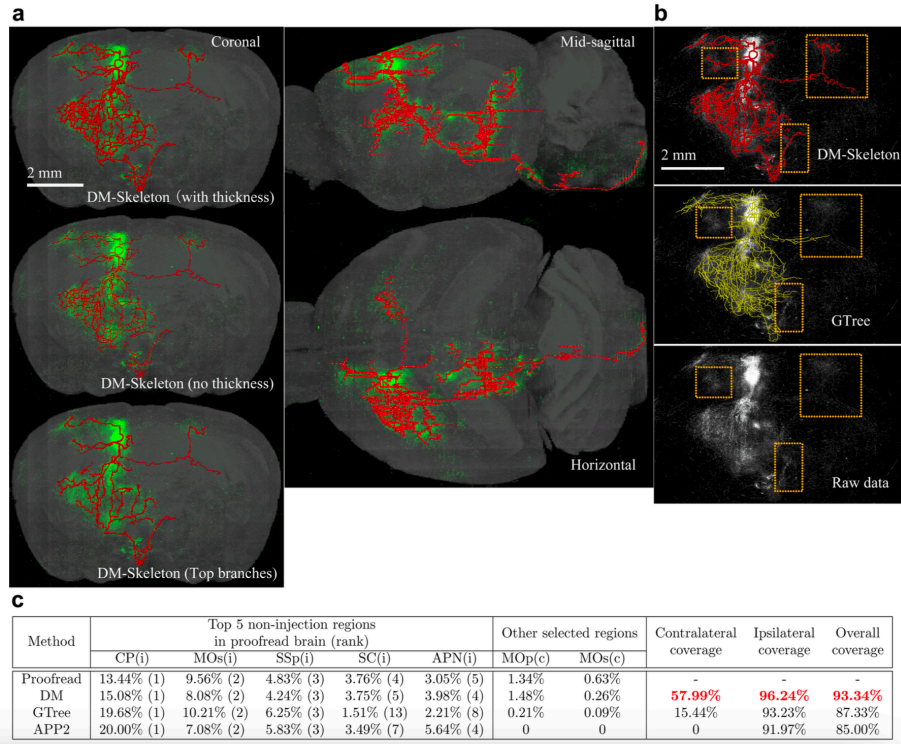 a
Coronal
2 mm
DM-Skeleton (with thickness)
DM-Skeleton (no thickness)
DM-Skeleton (Top branches)
Mid-sagittal
Horizontal
b
2 mm
DM-Skeleton
GTree
Raw data
c
Method
Top 5 non-injection regions
in proofread brain (rank)
Other selected regions
Contralateral
coverage
Ipsilateral
coverage
Overall
coverage
CP(i) MOs(i) SSp(i) SC(i) APN(i) MOp(c) MOs(c)
Proofread 13.44% (1) 9.56% (2) 4.83% (3) 3.76% (4) 3.05% (5) 1.34% 0.63% - - -
DM 15.08% (1) 8.08% (2) 4.24% (3) 3.75% (5) 3.98% (4) 1.48% 0.26% 57.99% 96.24% 93.34%
GTree 19.68% (1) 10.21% (2) 6.25% (3) 1.51% (13) 2.21% (8) 0.21% 0.09% 15.44% 93.23% 87.33%
APP2 20.00% (1) 7.08% (2) 5.83% (3) 3.49% (7) 5.64% (4) 0 0 0 91.97% 85.00%